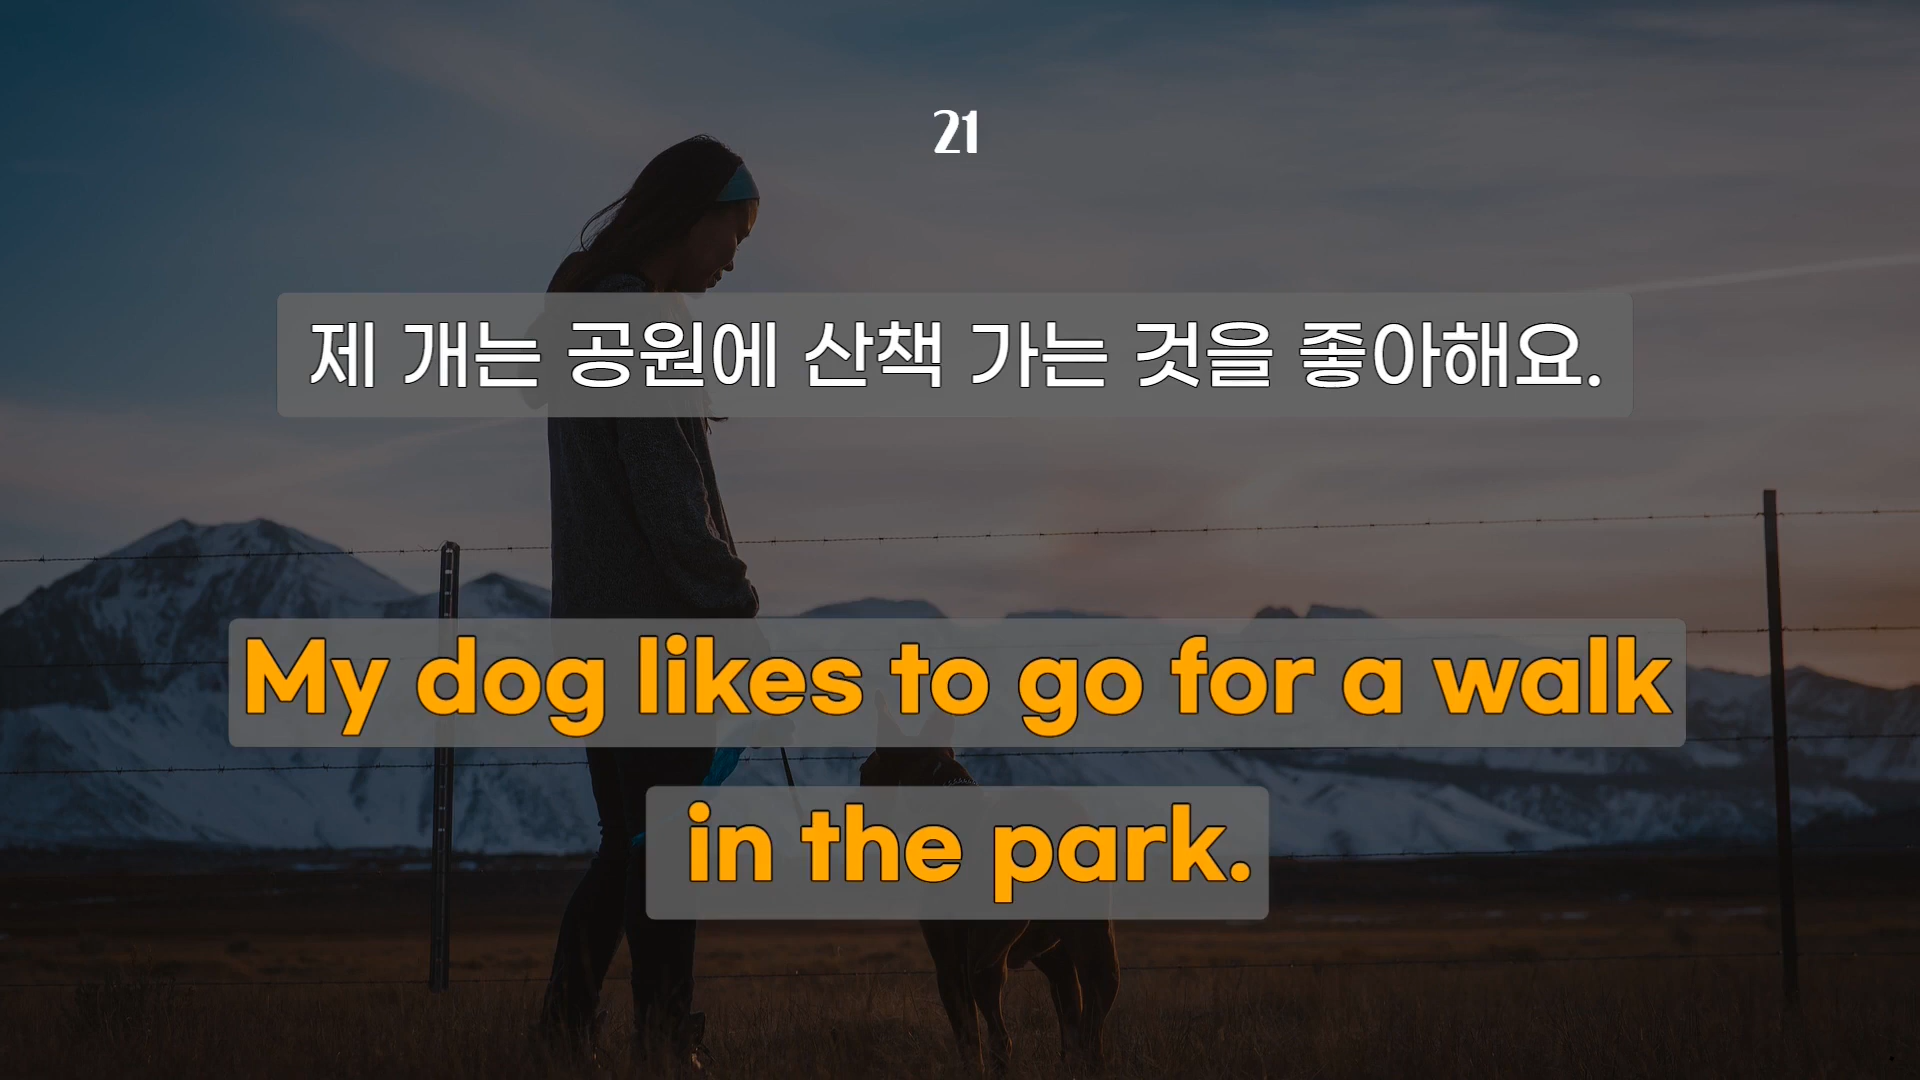 21
제 개는 공원에 산책 가는 것을 좋아해요.
My dog likes to go for a walk
in the park.